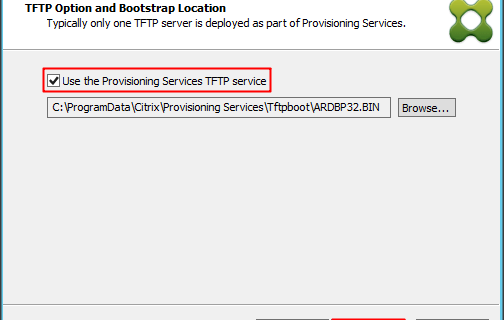 TFTP Option and Bootstrap Location
Typically only one TFTP server is deployed as part of Provisioning Services.
Use the Provisioning Services TFTP service
C:\ProgramData\Citrix\Provisioning Services\Tftpboot\ARDBP32.BIN
Browse...